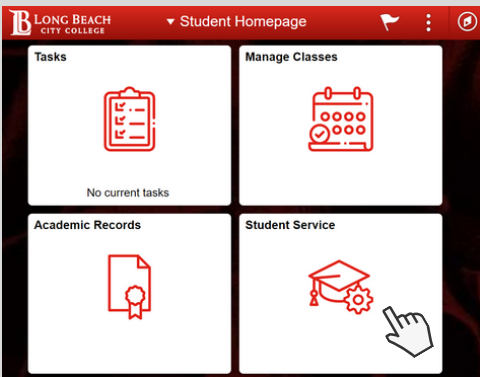 LONG BEACH
CITY COLLEGE
Student Homepage
Tasks
Manage Classes
No current tasks
Academic Records
Student Service